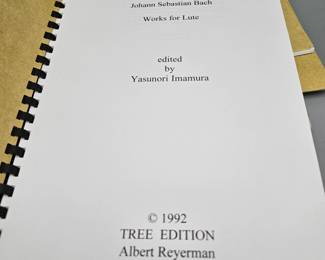 Johann Sebastian Bach
Works for Lute
edited
by
Yasunori Imamura
© 1992
TREE EDITION
Albert Reyerman